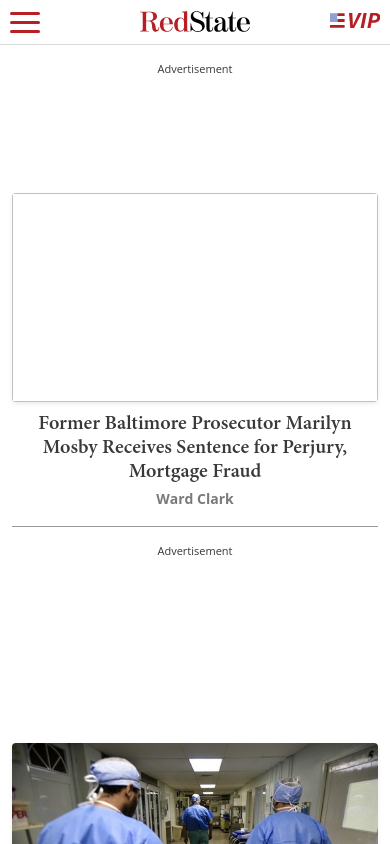 RedState
VIP
Advertisement
Former Baltimore Prosecutor Marilyn
Mosby Receives Sentence for Perjury,
Mortgage Fraud
Ward Clark
Advertisement